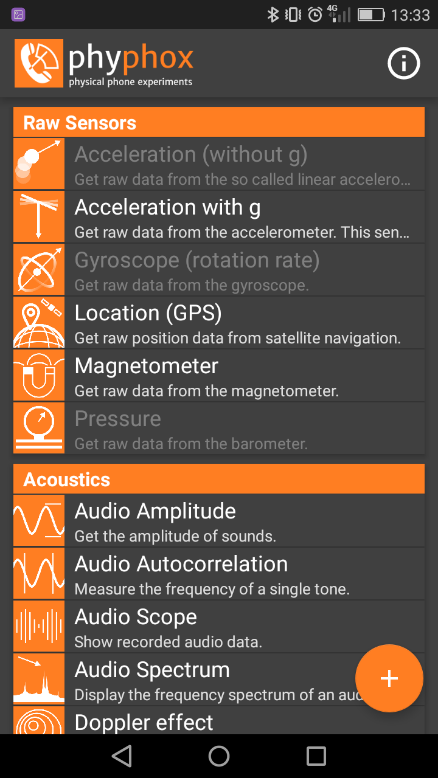 4G 13:33
phyphox
physical phone experiments
Raw Sensors
Acceleration (without g)
Get raw data from the so called linear accelero...
Acceleration with g
Get raw data from the accelerometer. This sen...
Gyroscope (rotation rate)
Get raw data from the gyroscope.
Location (GPS)
Get raw position data from satellite navigation.
Magnetometer
Get raw data from the magnetometer.
Pressure
Get raw data from the barometer.
Acoustics
Audio Amplitude
Get the amplitude of sounds.
Audio Autocorrelation
Measure the frequency of a single tone.
Audio Scope
Show recorded audio data.
Audio Spectrum
Display the frequency spectrum of an
Doppler effect